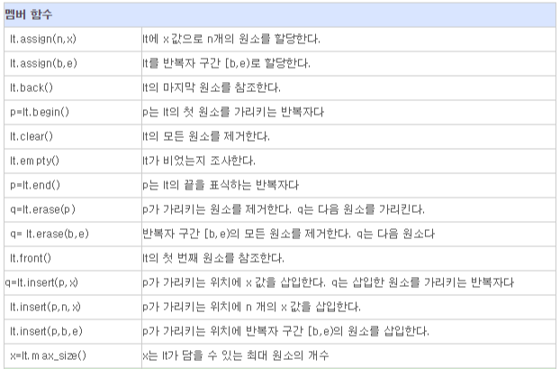 멤버 함수
lt.assign(n,x) lt에 x 값으로 n개의 원소를 할당한다.
lt.assign(b,e) lt를 반복자 구간 [b,e)로 할당한다.
lt.back() lt의 마지막 원소를 참조한다.
p=lt.begin() p는 lt의 첫 원소를 가리키는 반복자다
lt.clear() lt의 모든 원소를 제거한다.
lt.empty() lt가 비었는지 조사한다.
p=lt.end() p는 lt의 끝을 표식하는 반복자다
q=lt.erase(p) p가 가리키는 원소를 제거한다. q는 다음 원소를 가리킨다.
q= lt.erase(b,e) 반복자 구간 [b,e)의 모든 원소를 제거한다. q는 다음 원소다
lt.front() lt의 첫 번째 원소를 참조한다.
q=lt.insert(p,x) p가 가리키는 위치에 x 값을 삽입한다. q는 삽입한 원소를 가리키는 반복자다
lt.insert(p,n,x) p가 가리키는 위치에 n 개의 x 값을 삽입한다.
lt.insert(p,b,e) p가 가리키는 위치에 반복자 구간 [b,e)의 원소를 삽입한다.
x=lt.max_size() x는 lt가 담을 수 있는 최대 원소의 개수